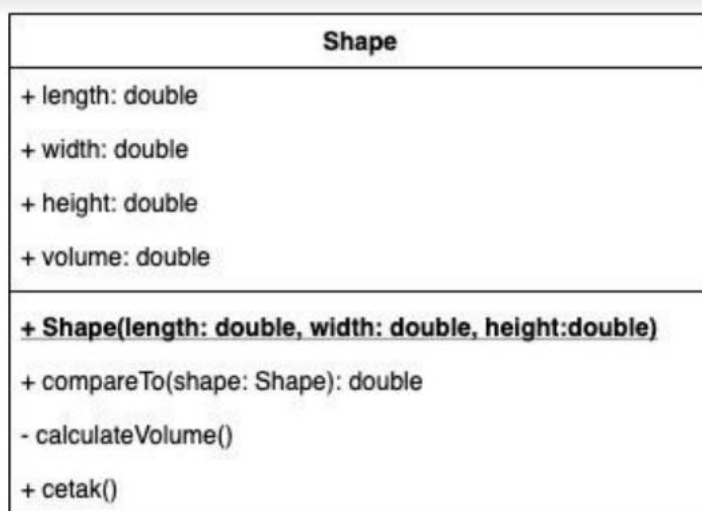 Shape
+ length: double
+ width: double
+ height: double
+ volume: double
+ Shape(length: double, width: double, height:double)
+ compareTo(shape: Shape): double
- calculateVolume()
+ cetak()